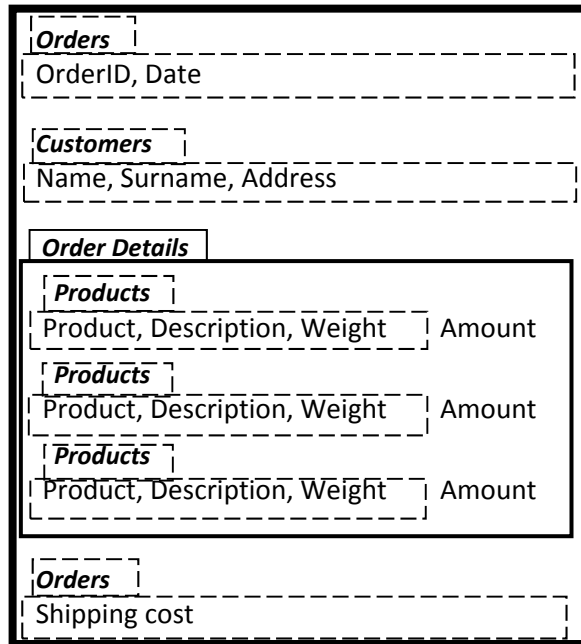 Orders
OrderID, Date
Customers
Name, Surname, Address
Order Details
Products
Product, Description, Weight Amount
Products
Product, Description, Weight Amount
Products
Product, Description, Weight Amount
Orders
Shipping cost